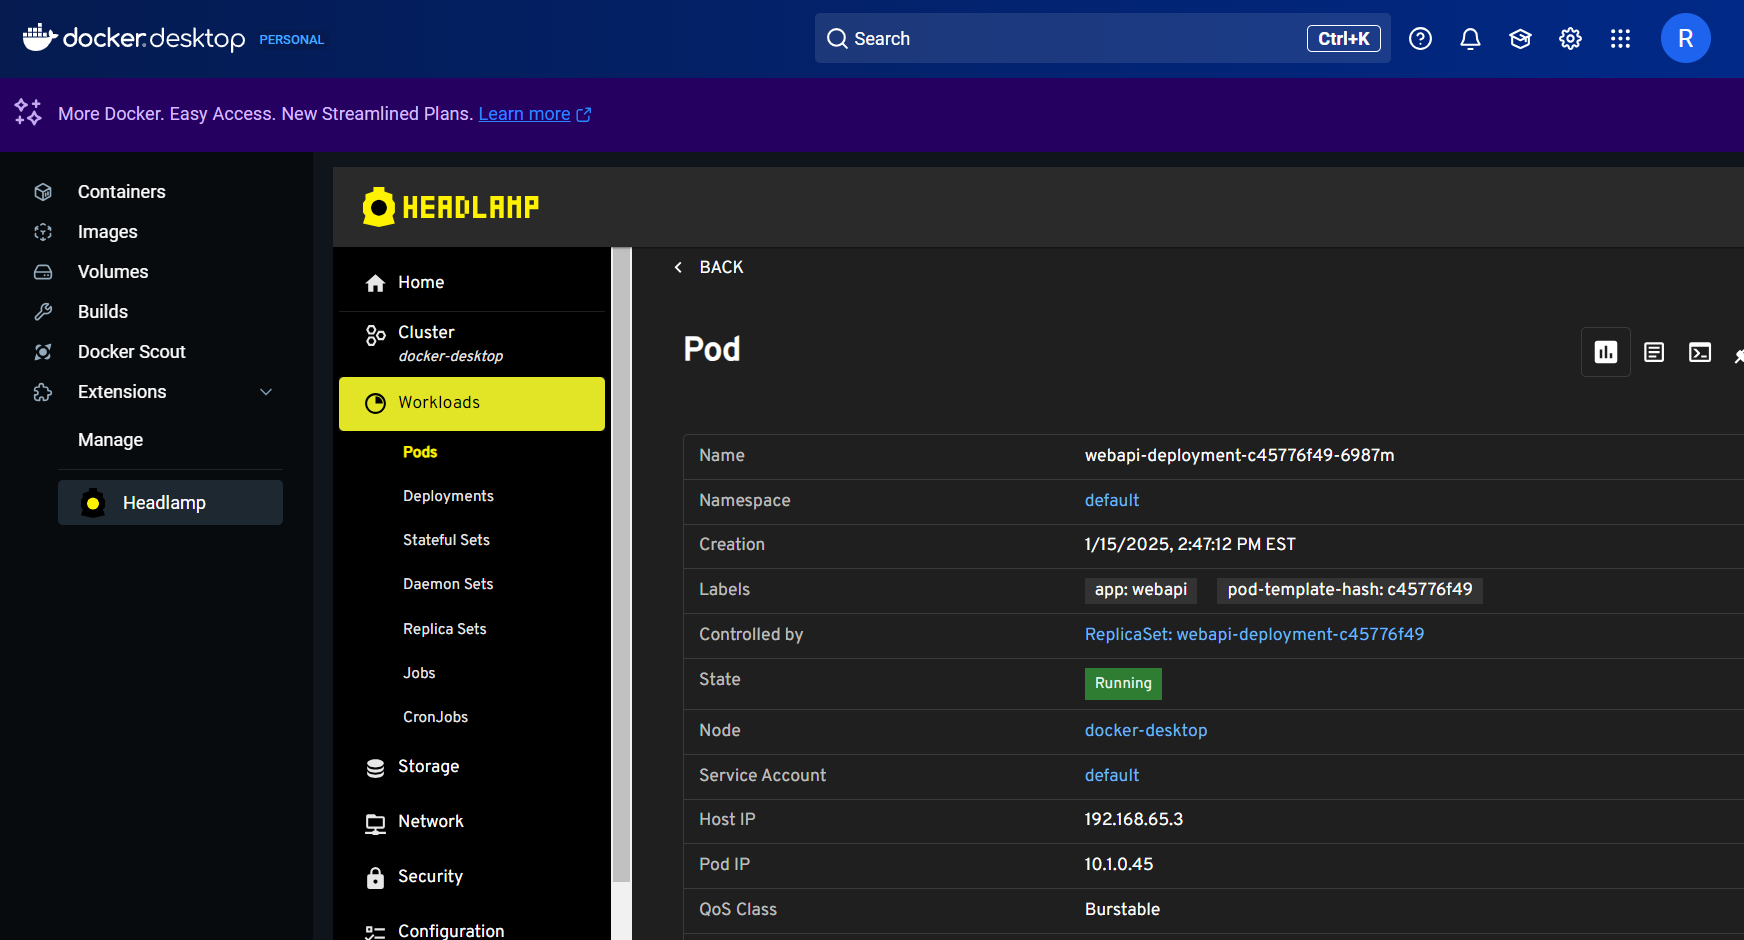 docker.desktop PERSONAL
Search
Ctrl+K
R
More Docker. Easy Access. New Streamlined Plans. Learn more
Containers
Images
Volumes
Builds
Docker Scout
Extensions
Manage
Headlamp
HEADLAMP
Home
Cluster
docker-desktop
Workloads
Pods
Deployments
Stateful Sets
Daemon Sets
Replica Sets
Jobs
CronJobs
Storage
Network
Security
Configuration
BACK
Pod
Name webapi-deployment-c45776f49-6987m
Namespace default
Creation 1/15/2025, 2:47:12 PM EST
Labels app: webapi pod-template-hash: c45776f49
Controlled by ReplicaSet: webapi-deployment-c45776f49
State Running
Node docker-desktop
Service Account default
Host IP 192.168.65.3
Pod IP 10.1.0.45
QoS Class Burstable